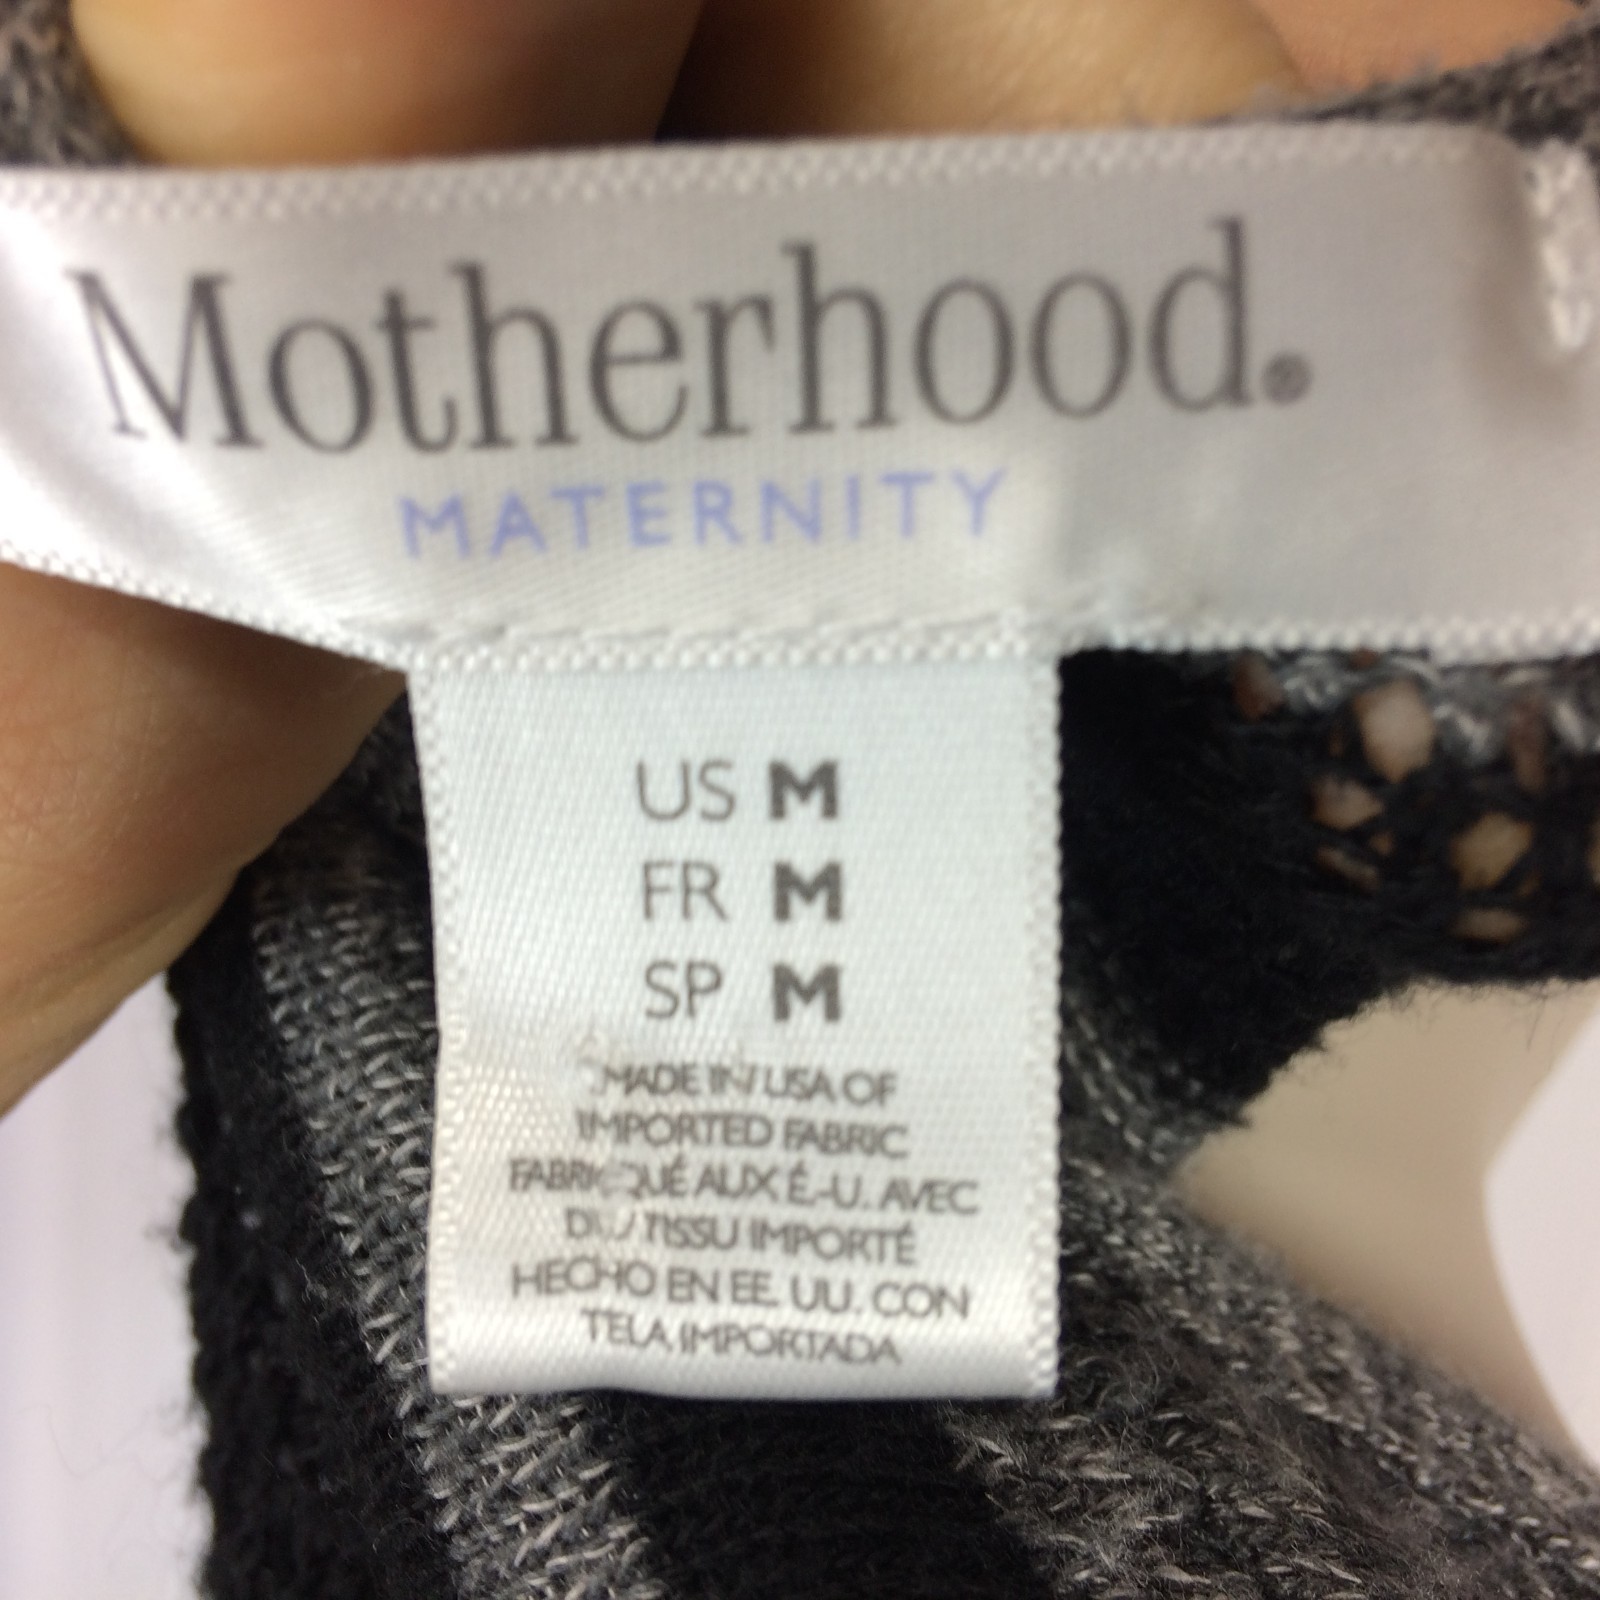 Motherhood®
MATERNITY
US M
FR M
SP M
MADE IN USA OF
IMPORTED FABRIC
FABRIQUÉ AUX É.-U. AVEC
DU TISSU IMPORTÉ
HECHO EN EE. UU. CON
TELA IMPORTADA